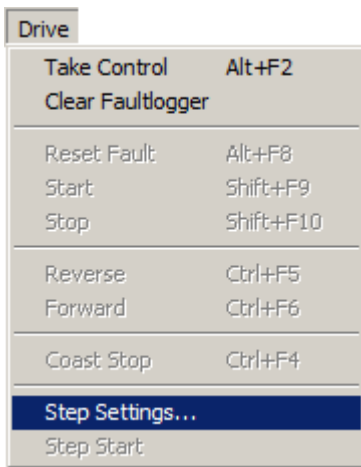 Drive
Take Control Alt+F2
Clear Faultlogger
Reset Fault Alt+F8
Start Shift+F9
Stop Shift+F10
Reverse Ctrl+F5
Forward Ctrl+F6
Coast Stop Ctrl+F4
Step Settings...
Step Start